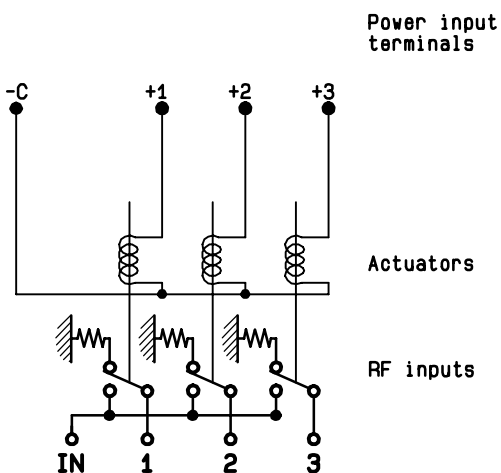 Power input
terminals
-C +1 +2 +3
Actuators
RF inputs
IN 1 2 3